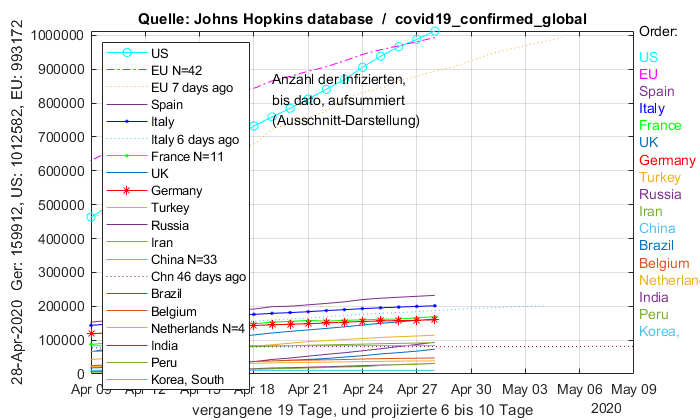 Quelle: Johns Hopkins database / covid19_confirmed_global
28-Apr-2020 Ger: 159912, US: 1012582, EU: 993172
1000000
900000
800000
700000
600000
500000
400000
300000
200000
100000
0
US
EU N=42
EU 7 days ago
Spain
Italy
Italy 6 days ago
France N=11
UK
Germany
Turkey
Russia
Iran
China N=33
Chn 46 days ago
Brazil
Belgium
Netherlands N=4
India
Peru
Korea, South
Anzahl der Infizierten,
bis dato, aufsummiert
(Ausschnitt-Darstellung)
Order:
US
EU
Spain
Italy
France
UK
Germany
Turkey
Russia
Iran
China
Brazil
Belgium
Netherlan
India
Peru
Korea,
Apr 09 Apr 18 Apr 21 Apr 24 Apr 27 Apr 30 May 03 May 06 May 09
2020
vergangene 19 Tage, und projizierte 6 bis 10 Tage